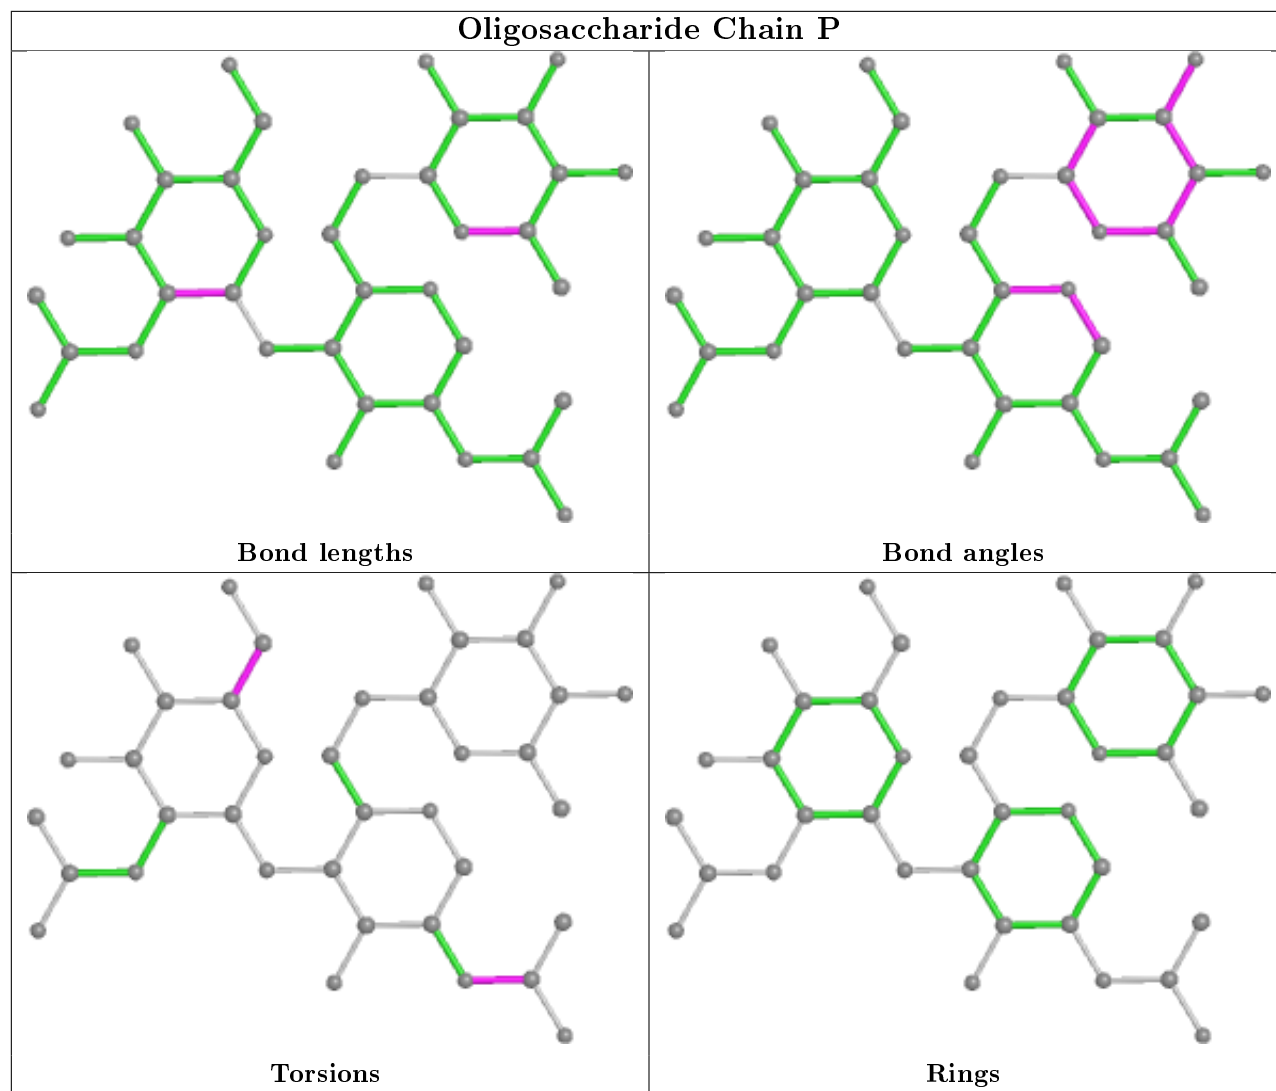 Oligosaccharide Chain P
Bond lengths
Bond angles
Torsions
Rings